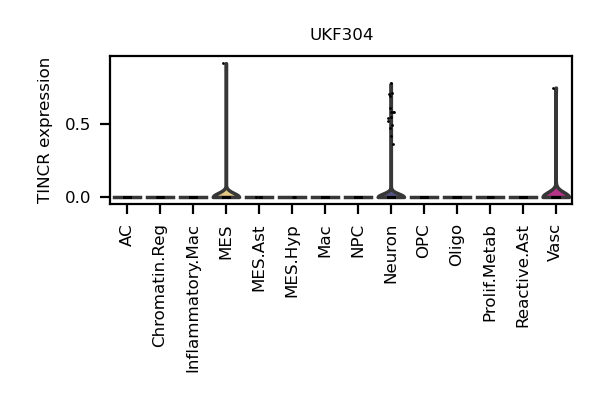 UKF304
TINCR expression
0.5
0.0
AC
Chromatin.Reg
Inflammatory.Mac
MES
MES.Ast
MES.Hyp
Mac
NPC
Neuron
OPC
Oligo
Prolif.Metab
Reactive.Ast
Vasc